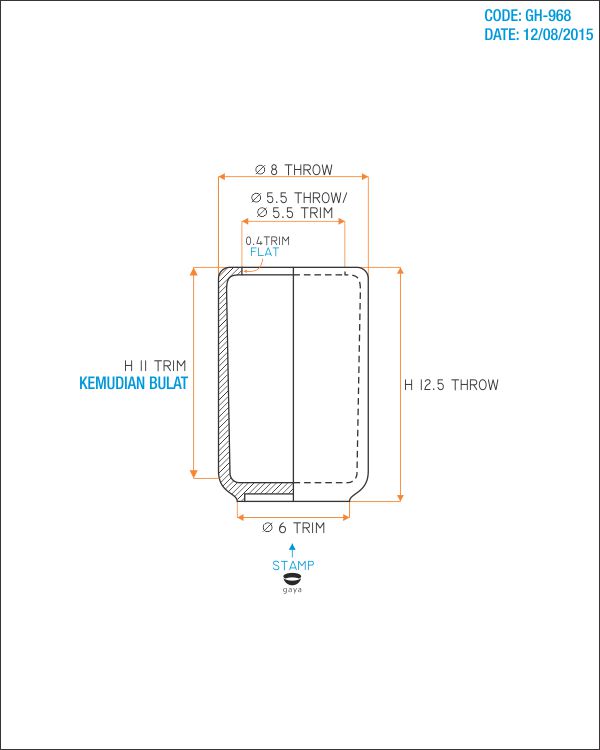 CODE: GH-968
DATE: 12/08/2015
⌀ 8 THROW
⌀ 5.5 THROW/
⌀ 5.5 TRIM
0.4TRIM
FLAT
H 11 TRIM
KEMUDIAN BULAT
H 12.5 THROW
⌀ 6 TRIM
STAMP
gaya